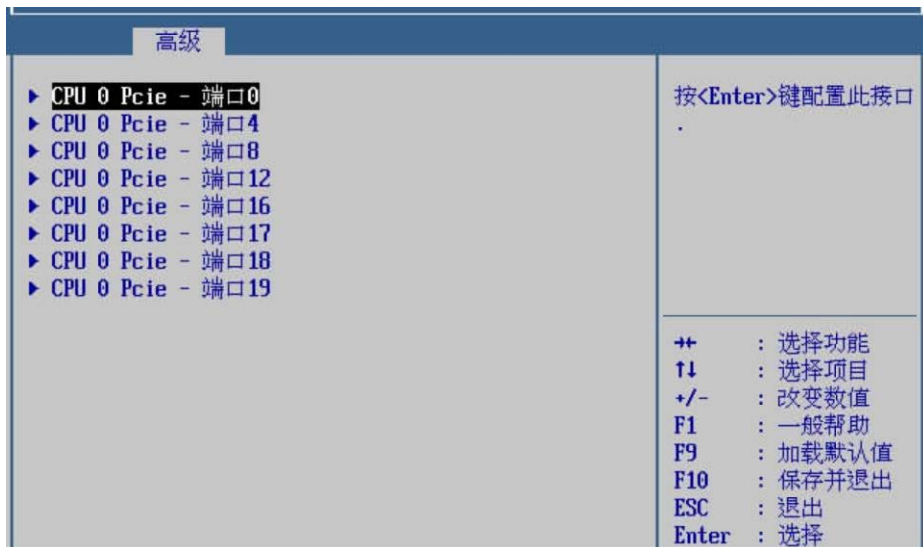 高级
CPU 0 Pcie - 端口0
CPU 0 Pcie - 端口4
CPU 0 Pcie - 端口8
CPU 0 Pcie - 端口12
CPU 0 Pcie - 端口16
CPU 0 Pcie - 端口17
CPU 0 Pcie - 端口18
CPU 0 Pcie - 端口19
按<Enter>键配置此接口
.
→← : 选择功能
↑↓ : 选择项目
+/- : 改变数值
F1 : 一般帮助
F9 : 加载默认值
F10 : 保存并退出
ESC : 退出
Enter : 选择